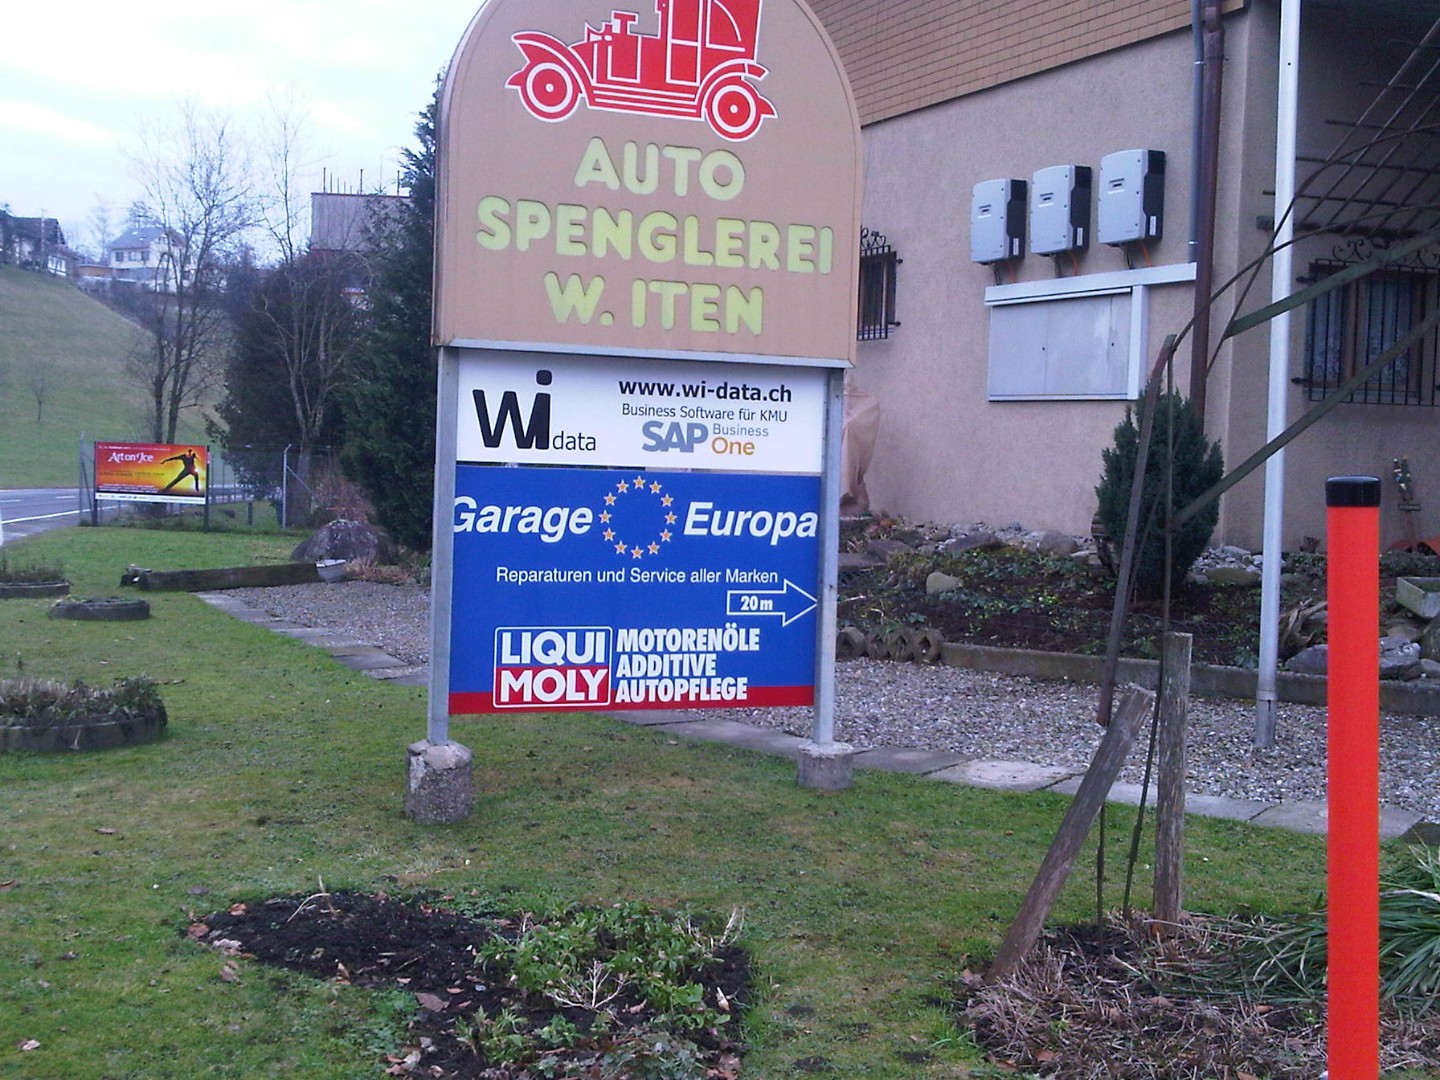 AUTO
SPENGLEREI
W. ITEN
Wi data
www.wi-data.ch
Business Software für KMU
SAP Business One
Garage Europa
Reparaturen und Service aller Marken
20 m
LIQUI MOLY
MOTORENÖLE
ADDITIVE
AUTOPFLEGE
Art on Ice